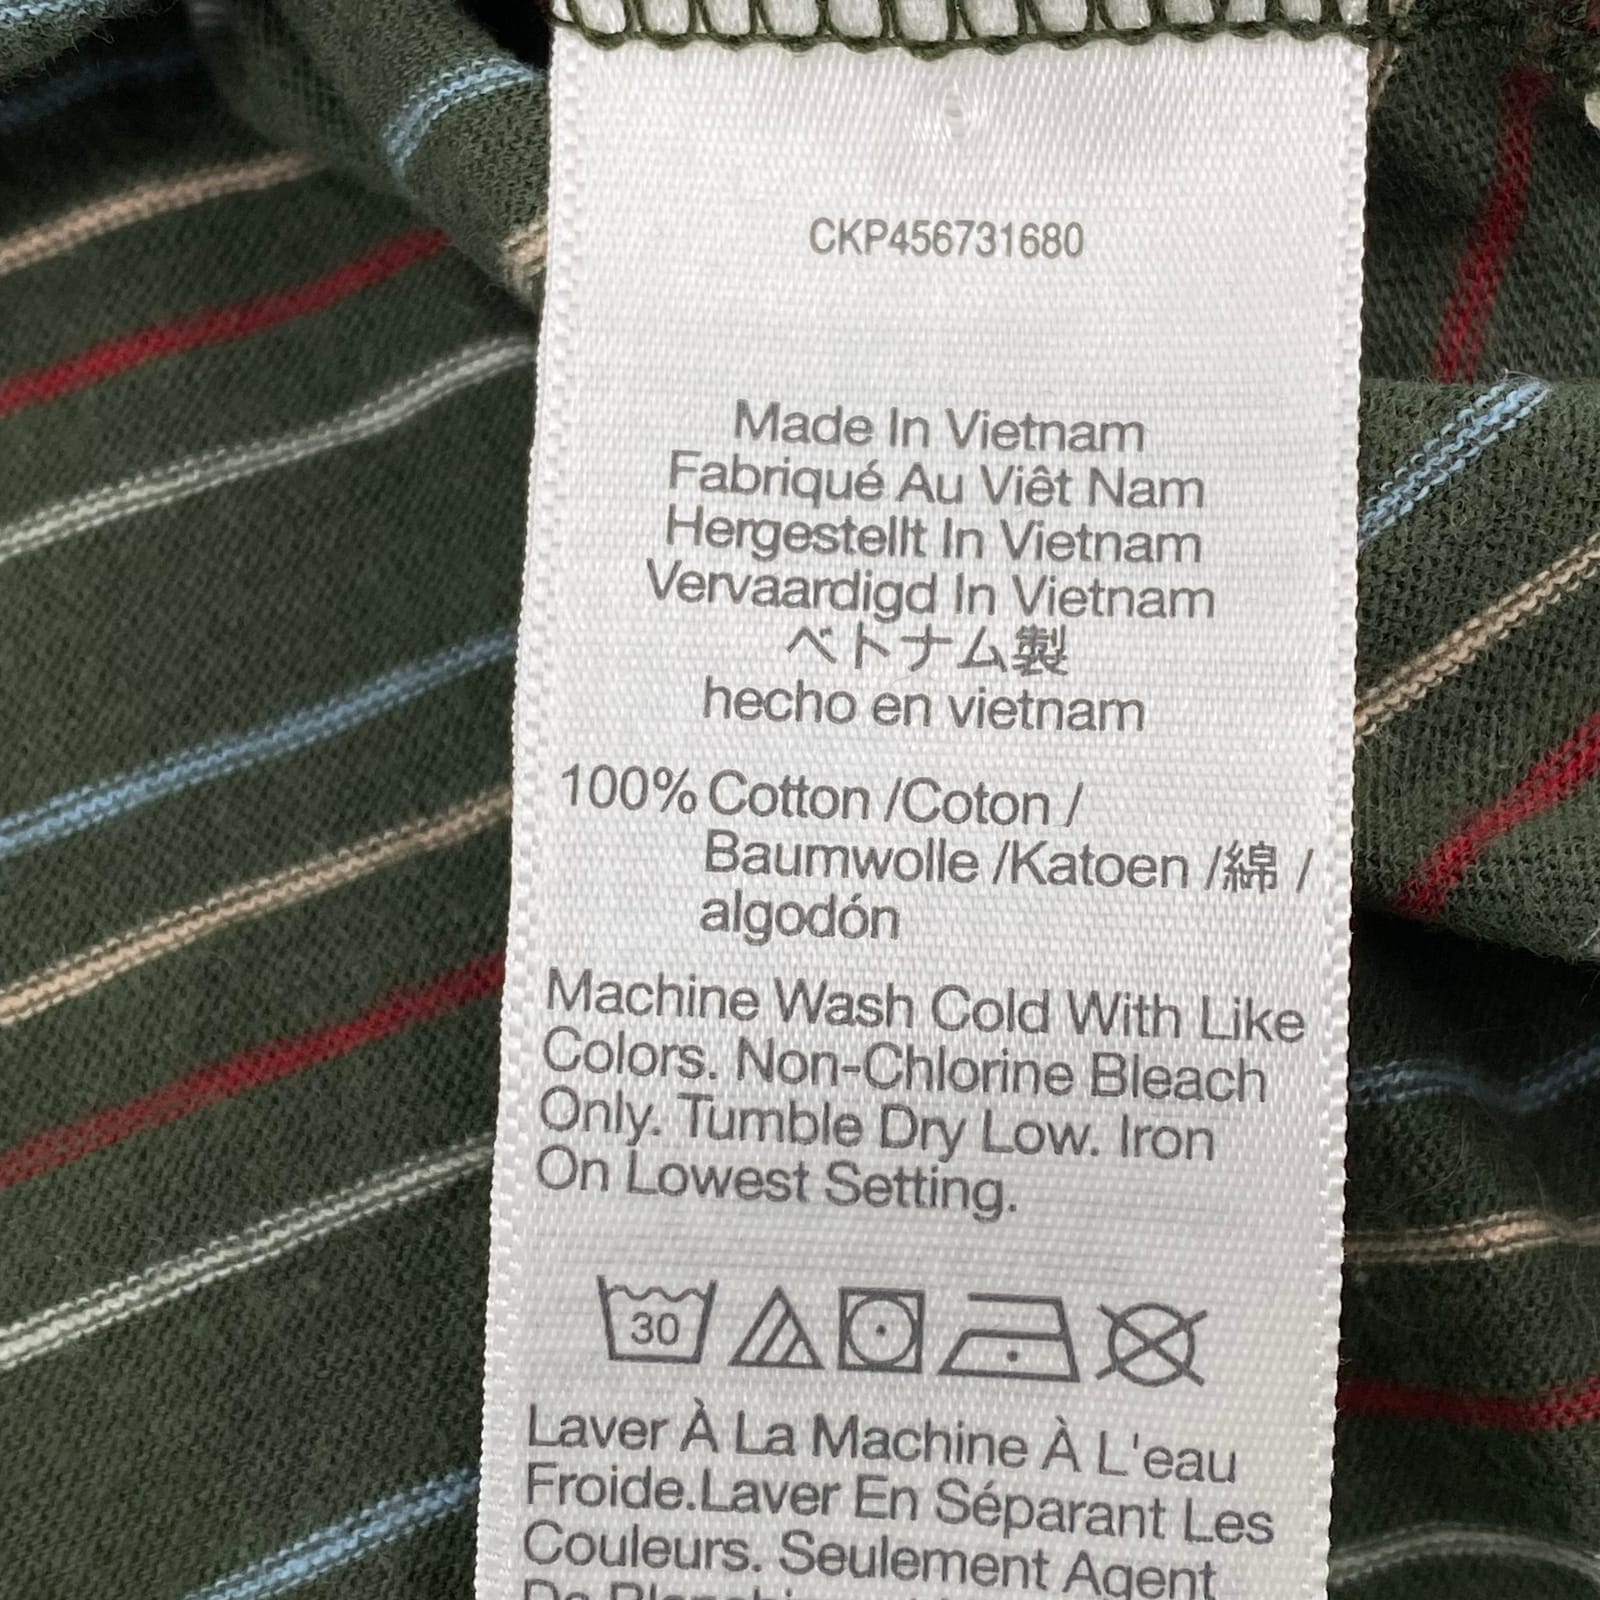 CKP456731680
Made In Vietnam
Fabriqué Au Viêt Nam
Hergestellt In Vietnam
Vervaardigd In Vietnam
ベトナム製
hecho en vietnam
100% Cotton /Coton /
Baumwolle /Katoen /綿 /
algodón
Machine Wash Cold With Like
Colors. Non-Chlorine Bleach
Only. Tumble Dry Low. Iron
On Lowest Setting.
30
Laver À La Machine À L'eau
Froide.Laver En Séparant Les
Couleurs. Seulement Agent